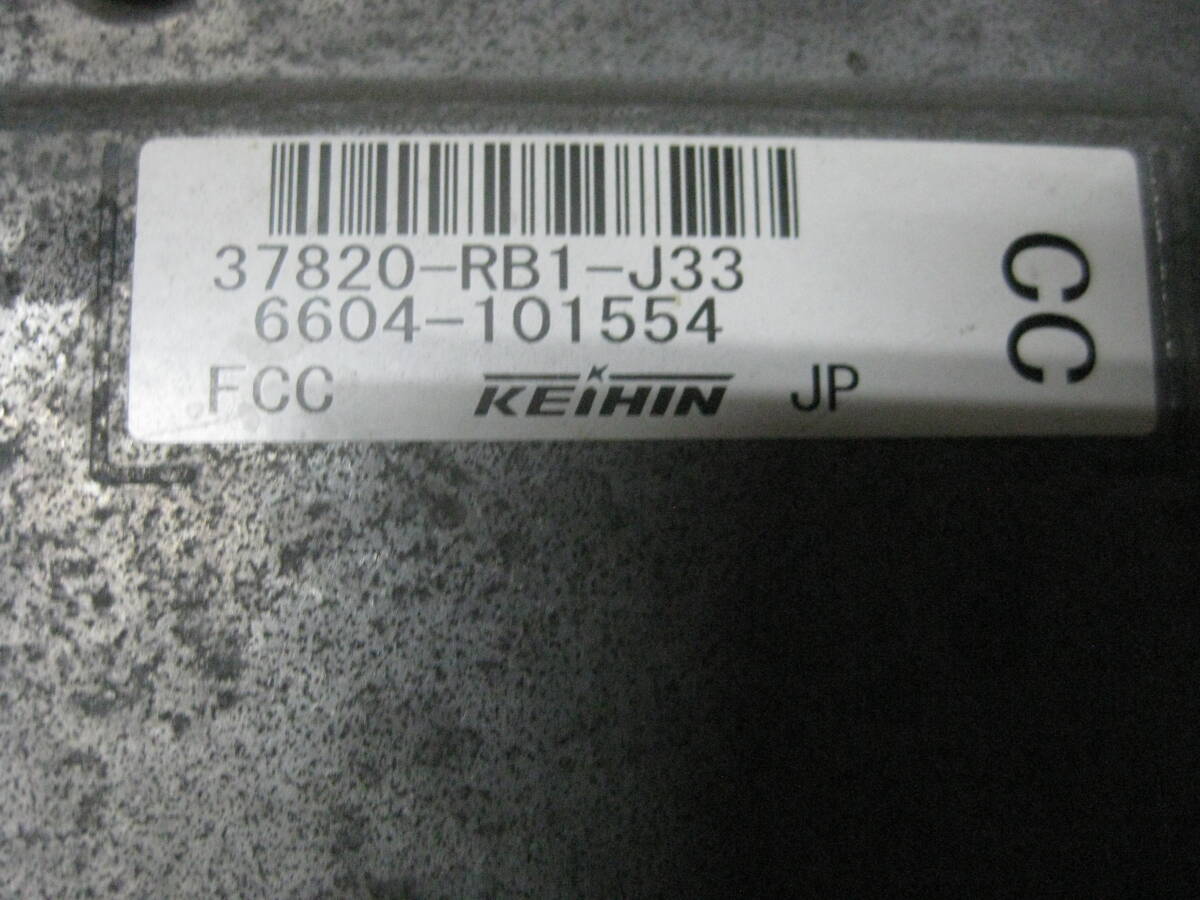 37820-RB1-J33
6604-101554
FCC KEIHIN JP
CC